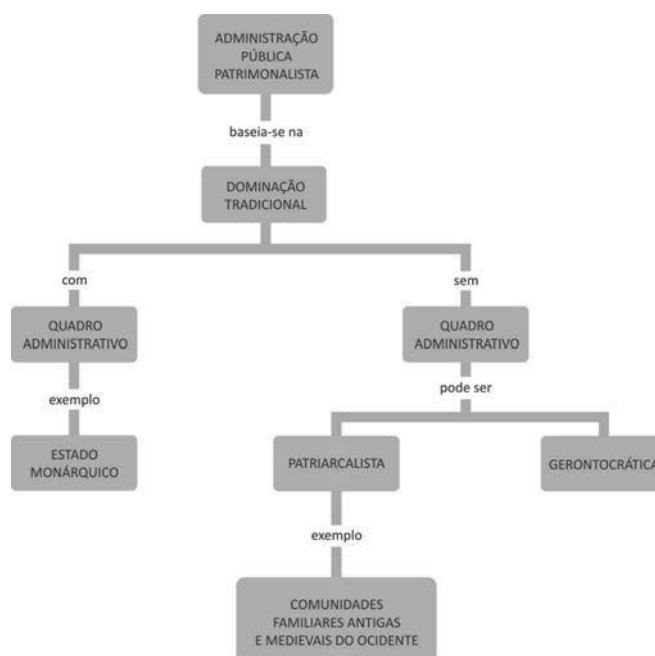 ADMINISTRAÇÃO
PÚBLICA
PATRIMONALISTA
baseia-se na
DOMINAÇÃO
TRADICIONAL
com
sem
QUADRO
ADMINISTRATIVO
QUADRO
ADMINISTRATIVO
exemplo
pode ser
ESTADO
MONÁRQUICO
PATRIARCALISTA
GERONTOCRÁTICA
exemplo
COMUNIDADES
FAMILIARES ANTIGAS
E MEDIEVAIS DO OCIDENTE